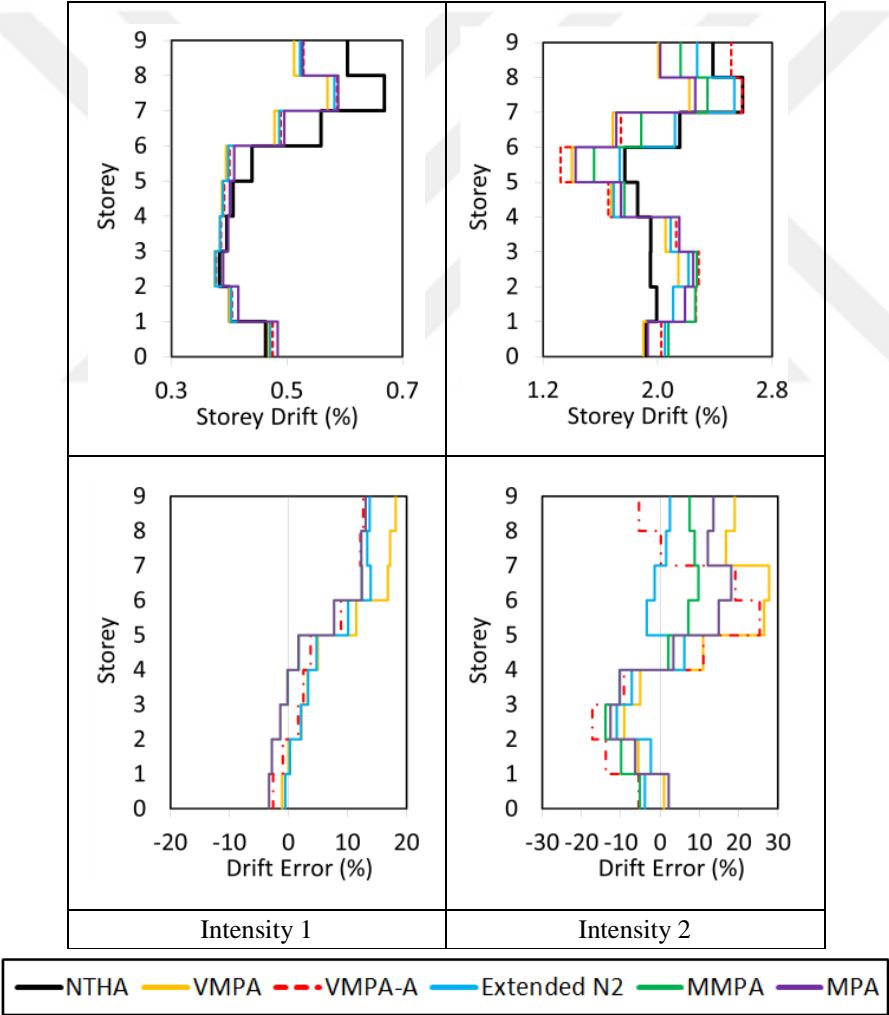 9
8
7
6
5
4
3
2
1
0
Storey
0.3 0.5 0.7
Storey Drift (%)
9
8
7
6
5
4
3
2
1
0
Storey
1.2 2.0 2.8
Storey Drift (%)
9
8
7
6
5
4
3
2
1
0
Storey
-20 -10 0 10 20
Drift Error (%)
9
8
7
6
5
4
3
2
1
0
Storey
-30 -20 -10 0 10 20 30
Drift Error (%)
Intensity 1 Intensity 2
NTHA VMPA VMPA-A Extended N2 MMPA MPA